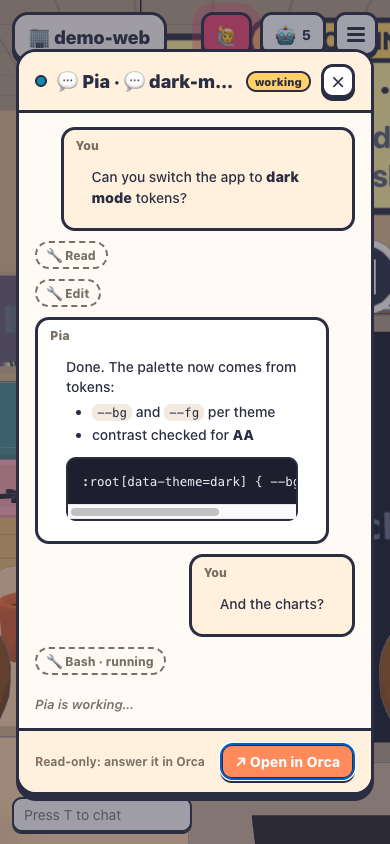 demo-web
5
Pia · dark-m...
working
You
Can you switch the app to dark
mode tokens?
Read
Edit
Pia
Done. The palette now comes from
tokens:
• --bg and --fg per theme
• contrast checked for AA
:root[data-theme=dark] { --bg
You
And the charts?
Bash · running
Pia is working...
Read-only: answer it in Orca
↗ Open in Orca
Press T to chat